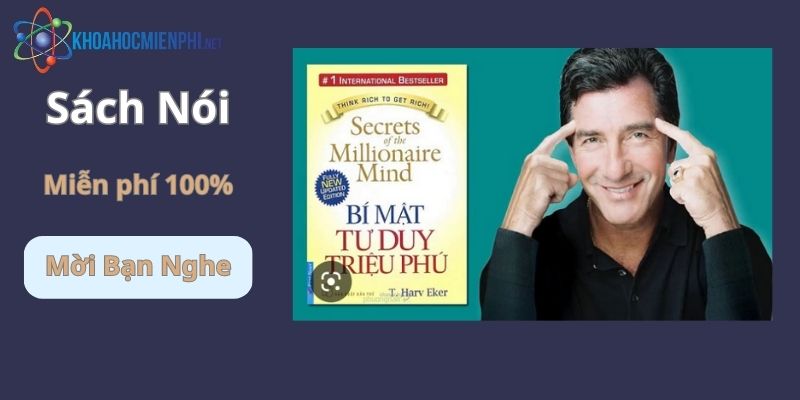 KHOAHOCMIENPHI.NET
Sách Nói
Miễn phí 100%
Mời Bạn Nghe
#1 INTERNATIONAL BESTSELLER
THINK RICH TO GET RICH!
Secrets
of the
Millionaire
Mind
FULLY
NEW
UPDATED
EDITION
BÍ MẬT
TƯ DUY
TRIỆU PHÚ
T. Harv Eker